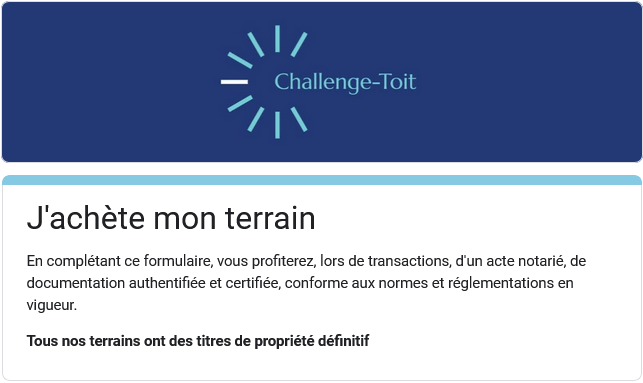 Challenge-Toit
J'achète mon terrain
En complétant ce formulaire, vous profiterez, lors de transactions, d'un acte notarié, de
documentation authentifiée et certifiée, conforme aux normes et réglementations en
vigueur.
Tous nos terrains ont des titres de propriété définitif